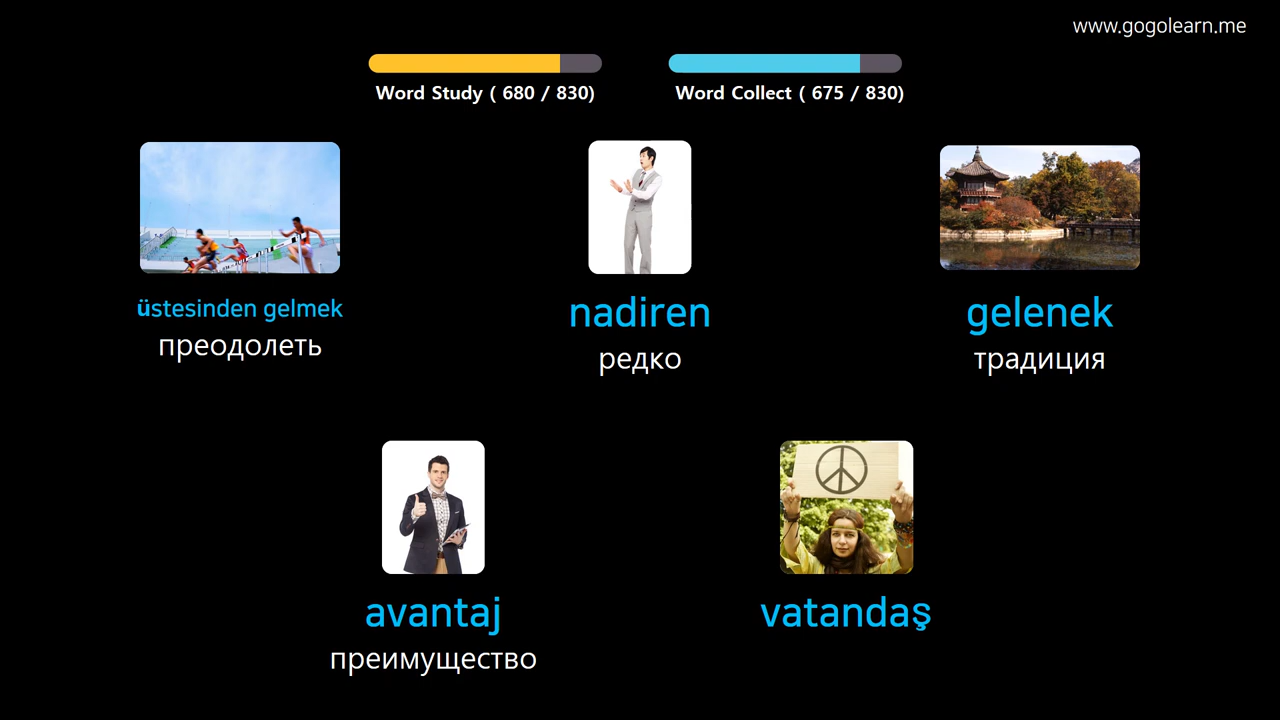 www.gogolearn.me
Word Study ( 680 / 830)
Word Collect ( 675 / 830)
üstesinden gelmek
преодолеть
nadiren
редко
gelenek
традиция
avantaj
преимущество
vatandaş